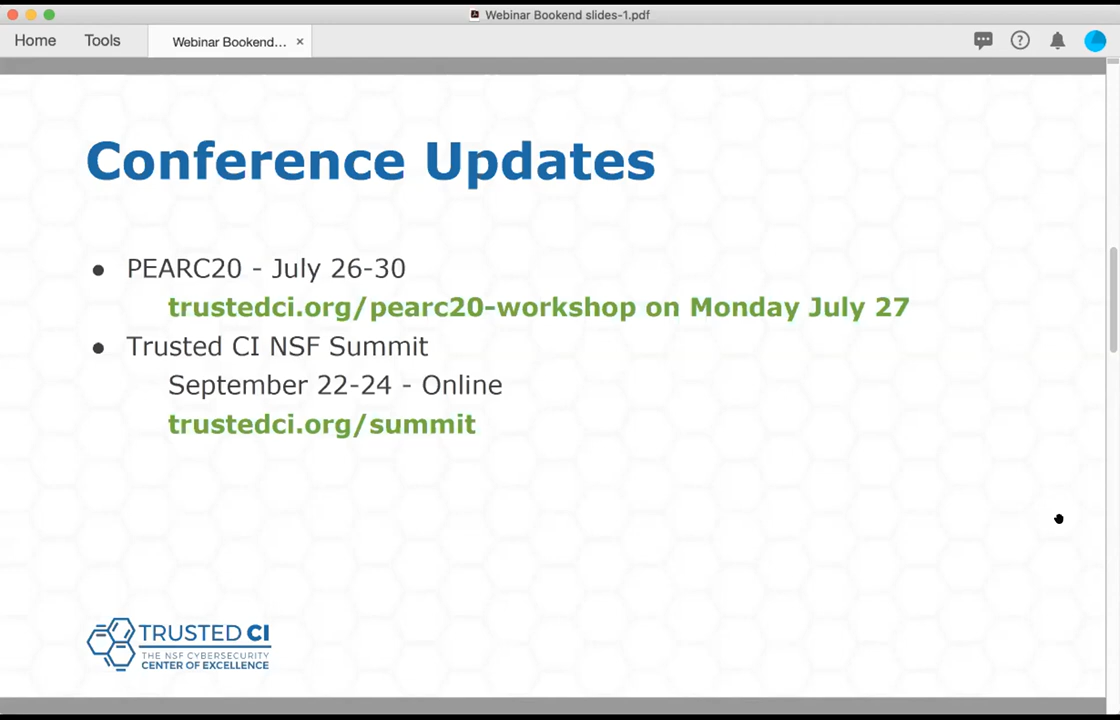 Webinar Bookend slides-1.pdf
Home Tools Webinar Bookend... ×
Conference Updates
● PEARC20 - July 26-30
trustedci.org/pearc20-workshop on Monday July 27
● Trusted CI NSF Summit
September 22-24 - Online
trustedci.org/summit
TRUSTED CI
THE NSF CYBERSECURITY
CENTER OF EXCELLENCE